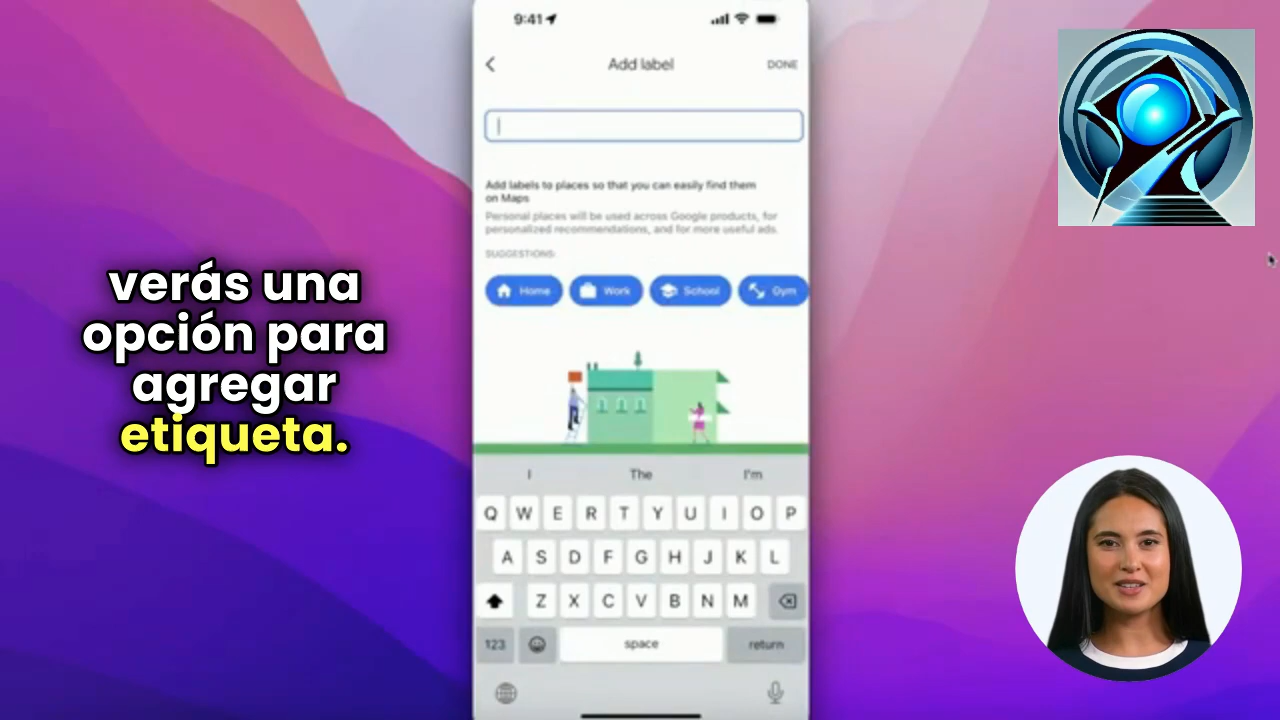 9:41
Add label
DONE
Add labels to places so that you can easily find them
on Maps
Personal places will be used across Google products, for
personalized recommendations, and for more useful ads.
SUGGESTIONS
Home Work School Gym
verás una
opción para
agregar
etiqueta.
I The I'm
Q W E R T Y U I O P
A S D F G H J K L
Z X C V B N M
123 space return